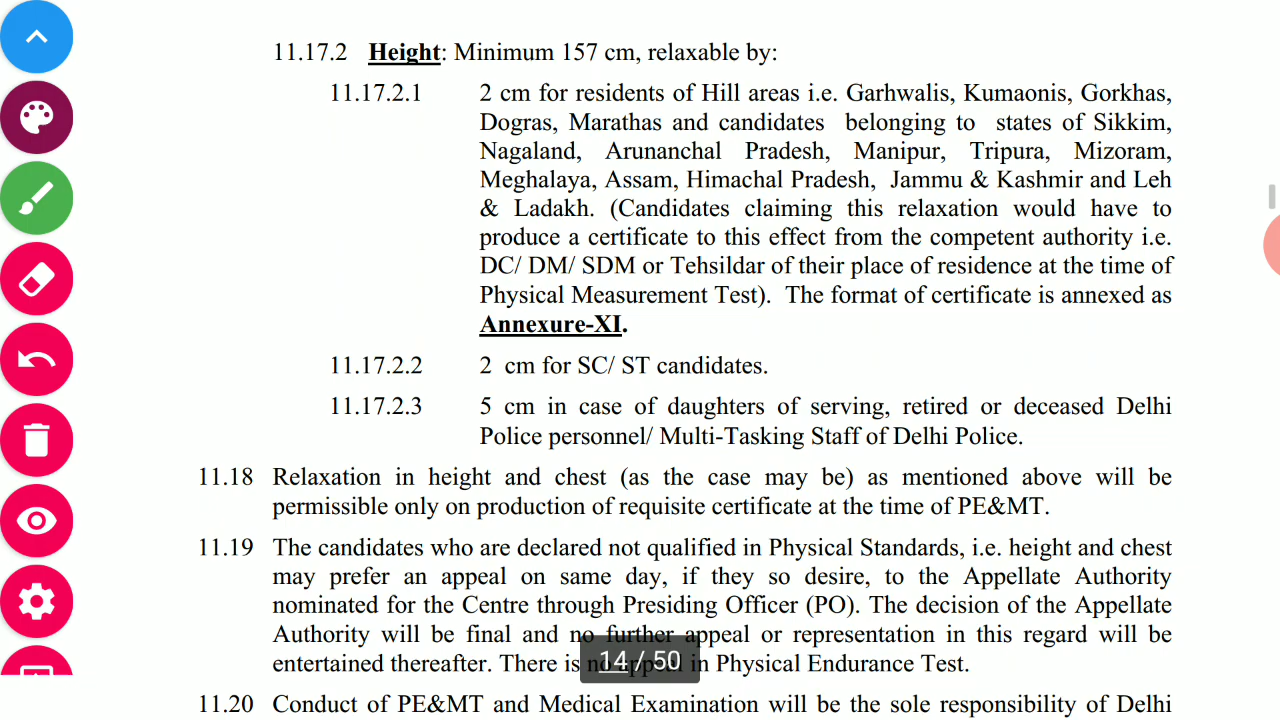 11.17.2 Height: Minimum 157 cm, relaxable by:
11.17.2.1 2 cm for residents of Hill areas i.e. Garhwalis, Kumaonis, Gorkhas,
Dogras, Marathas and candidates belonging to states of Sikkim,
Nagaland, Arunanchal Pradesh, Manipur, Tripura, Mizoram,
Meghalaya, Assam, Himachal Pradesh, Jammu & Kashmir and Leh
& Ladakh. (Candidates claiming this relaxation would have to
produce a certificate to this effect from the competent authority i.e.
DC/ DM/ SDM or Tehsildar of their place of residence at the time of
Physical Measurement Test). The format of certificate is annexed as
Annexure-XI.
11.17.2.2 2 cm for SC/ ST candidates.
11.17.2.3 5 cm in case of daughters of serving, retired or deceased Delhi
Police personnel/ Multi-Tasking Staff of Delhi Police.
11.18 Relaxation in height and chest (as the case may be) as mentioned above will be
permissible only on production of requisite certificate at the time of PE&MT.
11.19 The candidates who are declared not qualified in Physical Standards, i.e. height and chest
may prefer an appeal on same day, if they so desire, to the Appellate Authority
nominated for the Centre through Presiding Officer (PO). The decision of the Appellate
Authority will be final and no further appeal or representation in this regard will be
entertained thereafter. There is no appeal in Physical Endurance Test.
14 / 50
11.20 Conduct of PE&MT and Medical Examination will be the sole responsibility of Delhi